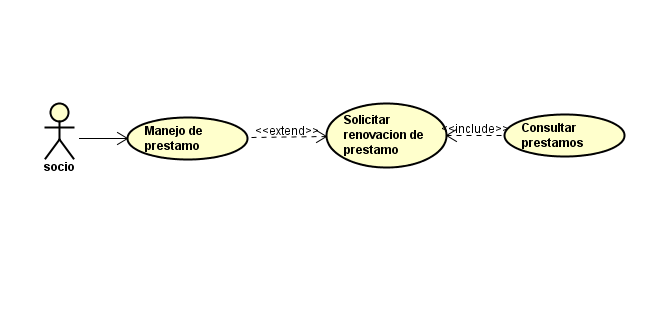 Manejo de
prestamo
<<extend>>
Solicitar
renovacion de
prestamo
<<include>>
Consultar
prestamos
socio